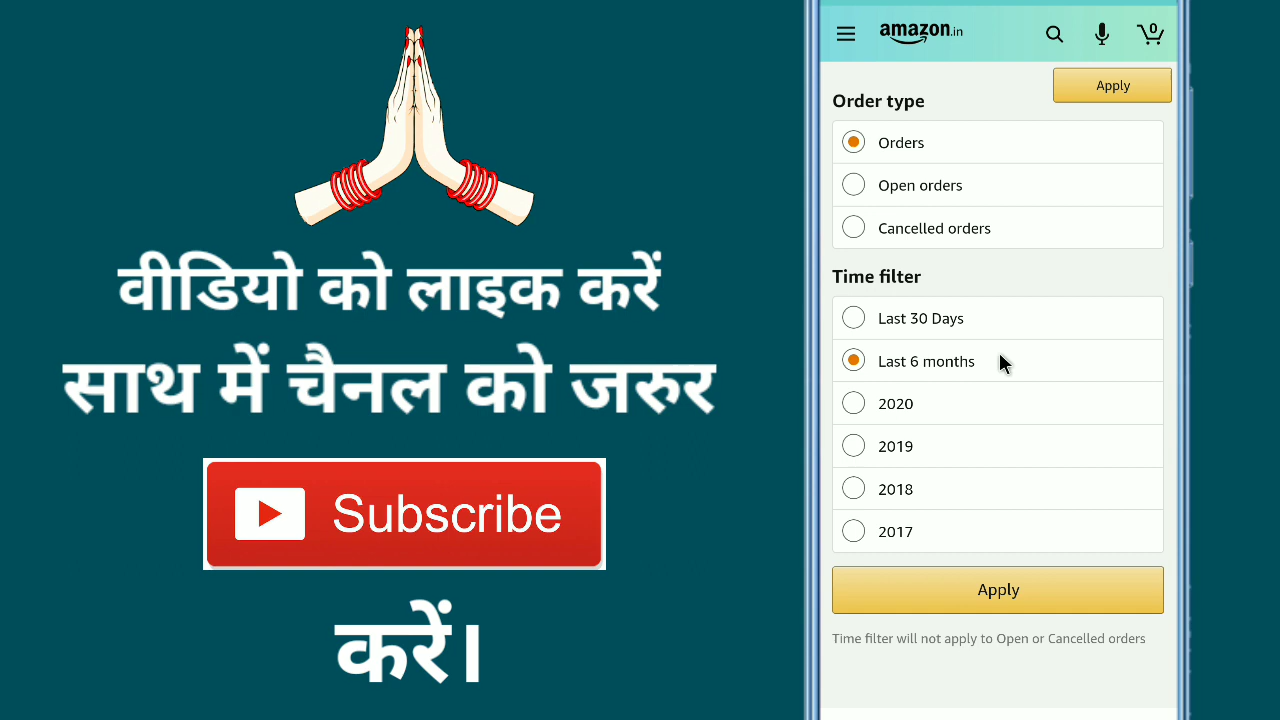 वीडियो को लाइक करें
साथ में चैनल को जरुर
Subscribe
करें।
amazon.in
0
Apply
Order type
Orders
Open orders
Cancelled orders
Time filter
Last 30 Days
Last 6 months
2020
2019
2018
2017
Apply
Time filter will not apply to Open or Cancelled orders